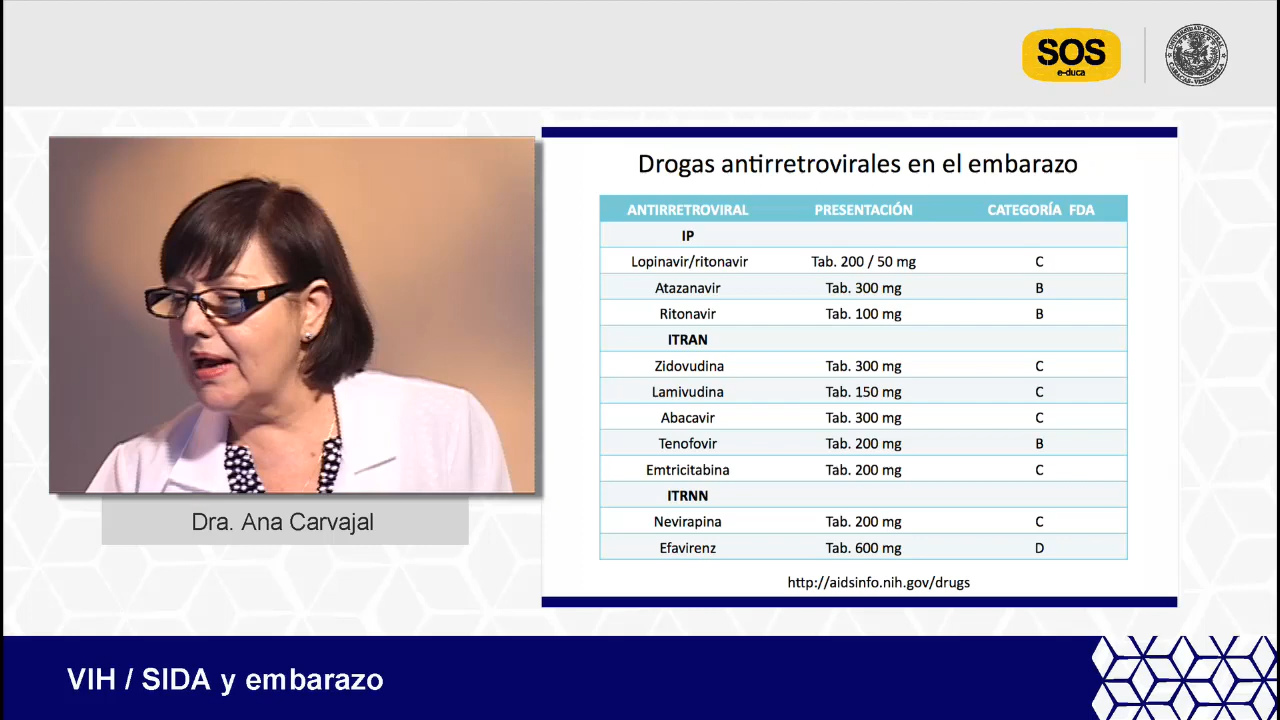 SOS
e-duca
Drogas antirretrovirales en el embarazo
ANTIRRETROVIRAL PRESENTACIÓN CATEGORÍA FDA
IP
Lopinavir/ritonavir Tab. 200 / 50 mg C
Atazanavir Tab. 300 mg B
Ritonavir Tab. 100 mg B
ITRAN
Zidovudina Tab. 300 mg C
Lamivudina Tab. 150 mg C
Abacavir Tab. 300 mg C
Tenofovir Tab. 200 mg B
Emtricitabina Tab. 200 mg C
ITRNN
Nevirapina Tab. 200 mg C
Efavirenz Tab. 600 mg D
http://aidsinfo.nih.gov/drugs
Dra. Ana Carvajal
VIH / SIDA y embarazo